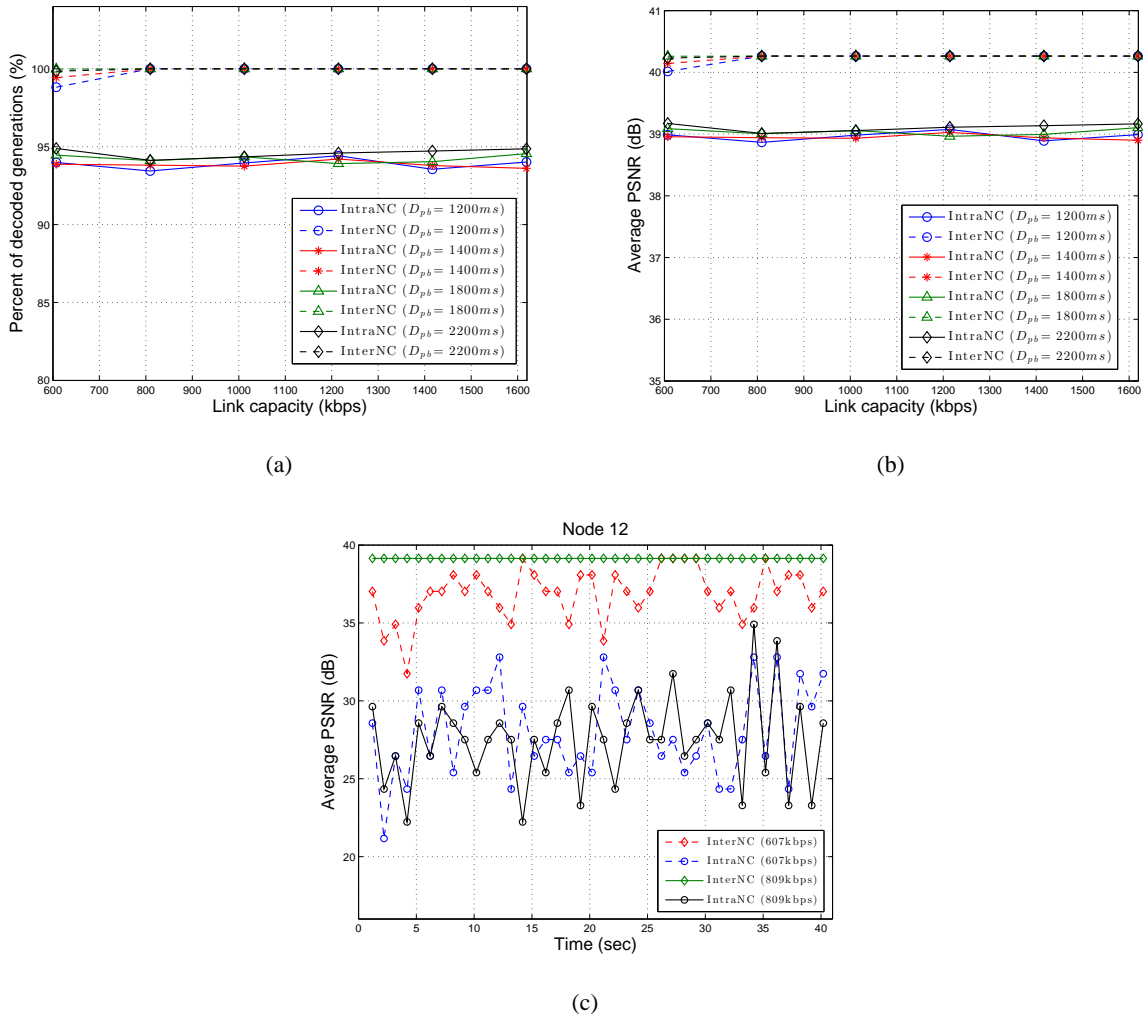 100
95
90
85
80
Percent of decoded generations (%)
IntraNC (D_pb = 1200ms)
InterNC (D_pb = 1200ms)
IntraNC (D_pb = 1400ms)
InterNC (D_pb = 1400ms)
IntraNC (D_pb = 1800ms)
InterNC (D_pb = 1800ms)
IntraNC (D_pb = 2200ms)
InterNC (D_pb = 2200ms)
600 700 800 900 1000 1100 1200 1300 1400 1500 1600
Link capacity (kbps)
(a)
41
40
39
38
37
36
35
Average PSNR (dB)
IntraNC (D_pb = 1200ms)
InterNC (D_pb = 1200ms)
IntraNC (D_pb = 1400ms)
InterNC (D_pb = 1400ms)
IntraNC (D_pb = 1800ms)
InterNC (D_pb = 1800ms)
IntraNC (D_pb = 2200ms)
InterNC (D_pb = 2200ms)
600 700 800 900 1000 1100 1200 1300 1400 1500 1600
Link capacity (kbps)
(b)
Node 12
40
35
30
25
20
Average PSNR (dB)
InterNC (607kbps)
IntraNC (607kbps)
InterNC (809kbps)
IntraNC (809kbps)
0 5 10 15 20 25 30 35 40
Time (sec)
(c)